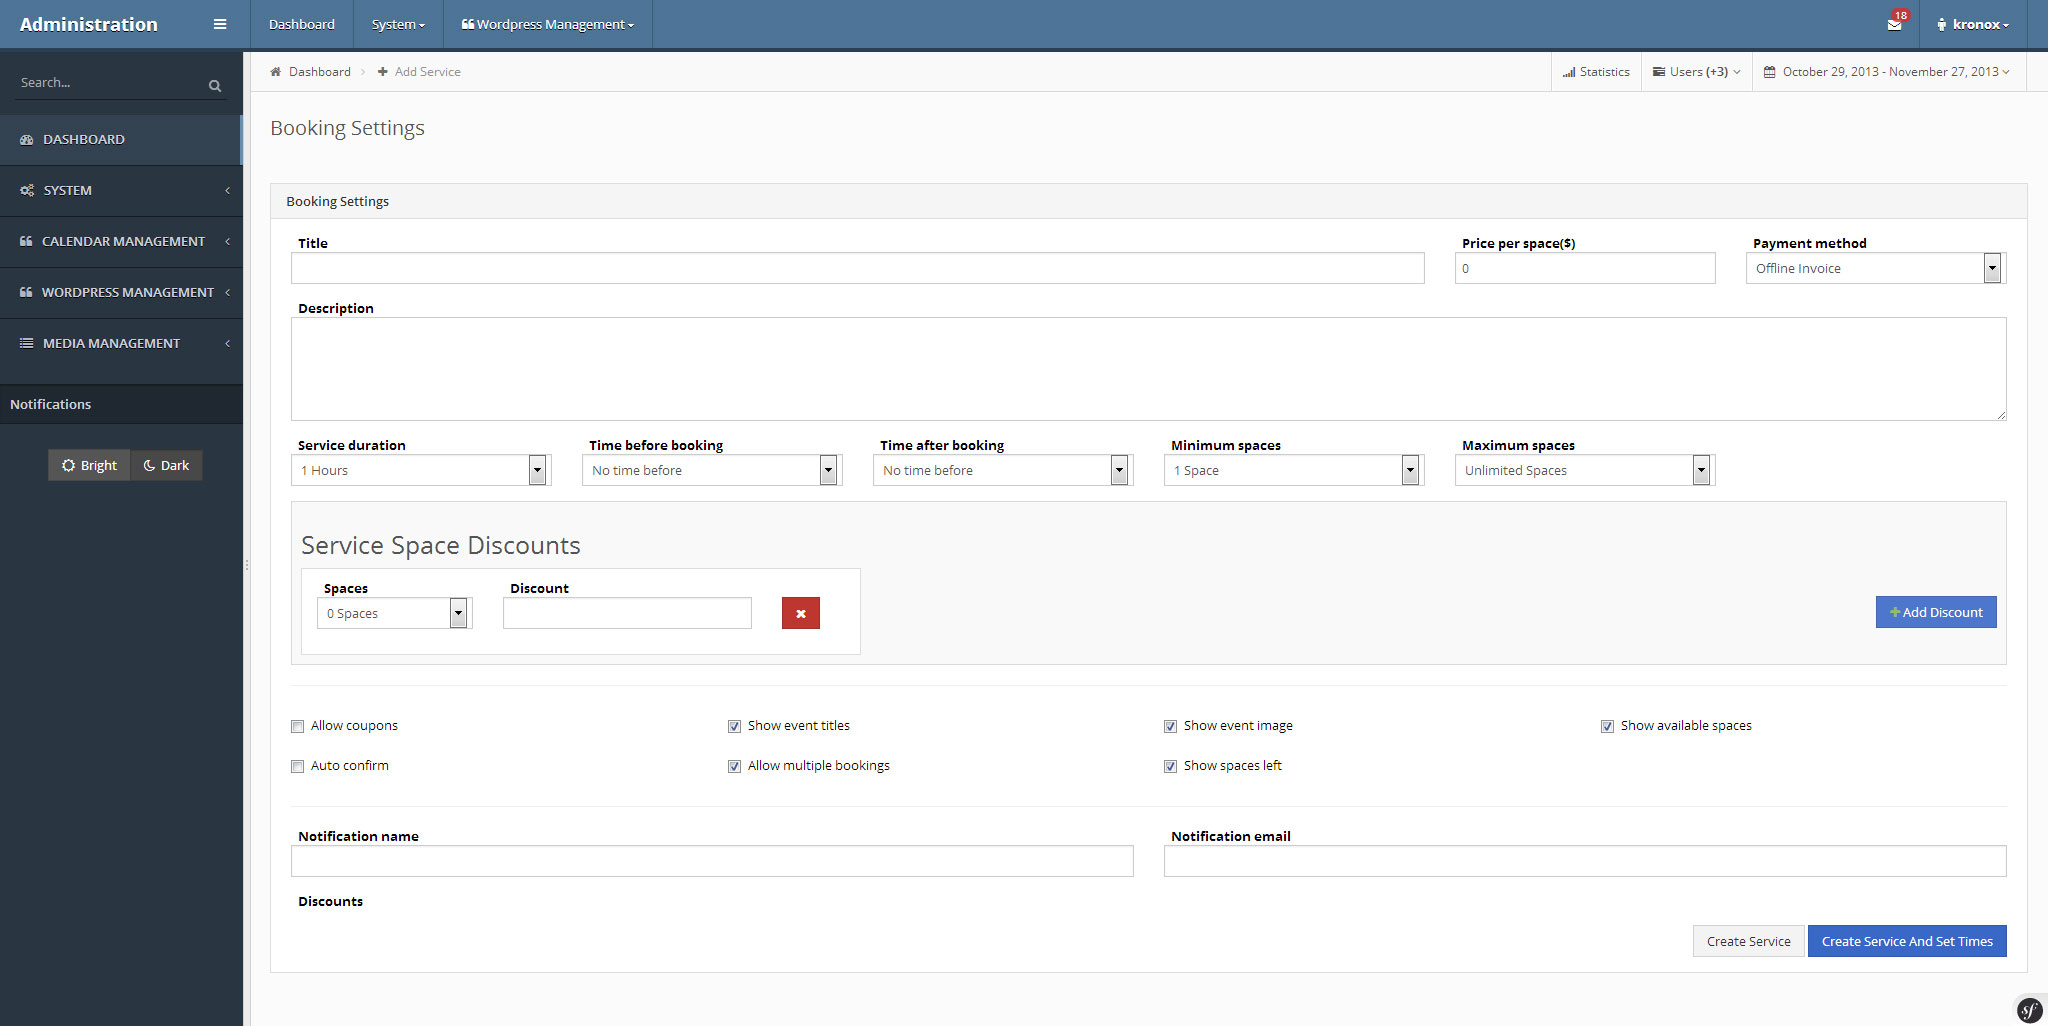 Administration
Dashboard
System
Wordpress Management
18
kronox
Search...
DASHBOARD
SYSTEM
CALENDAR MANAGEMENT
WORDPRESS MANAGEMENT
MEDIA MANAGEMENT
Notifications
Bright
Dark
Dashboard
Add Service
Statistics
Users (+3)
October 29, 2013 - November 27, 2013
Booking Settings
Booking Settings
Title
Price per space($)
Payment method
0
Offline Invoice
Description
Service duration
Time before booking
Time after booking
Minimum spaces
Maximum spaces
1 Hours
No time before
No time before
1 Space
Unlimited Spaces
Service Space Discounts
Spaces
Discount
0 Spaces
Add Discount
Allow coupons
Show event titles
Show event image
Show available spaces
Auto confirm
Allow multiple bookings
Show spaces left
Notification name
Notification email
Discounts
Create Service
Create Service And Set Times
sf